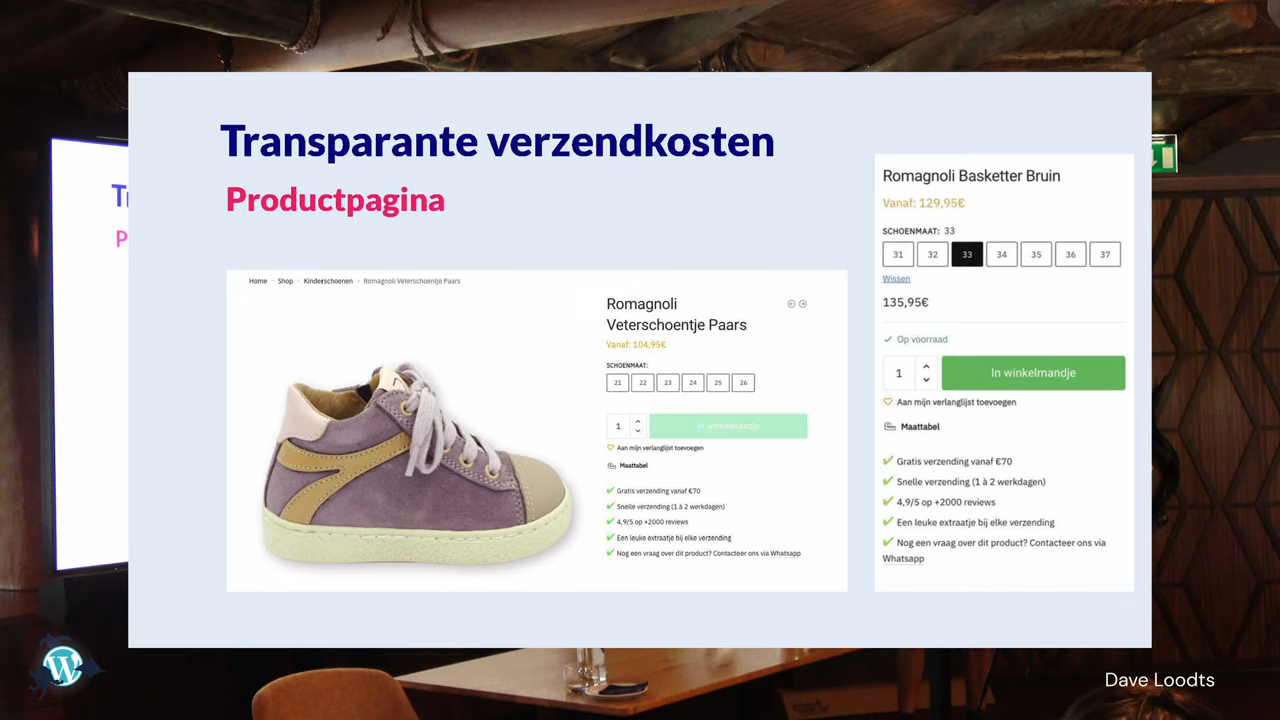 Transparante verzendkosten
Productpagina
Tr
P
Home · Shop · Kinderschoenen · Romagnoli Veterschoentje Paars
Romagnoli
Veterschoentje Paars
Vanaf: 104,95€
SCHOENMAAT:
21 22 23 24 25 26
1 In winkelmandje
Aan mijn verlanglijst toevoegen
Maattabel
Gratis verzending vanaf €70
Snelle verzending (1 à 2 werkdagen)
4,9/5 op +2000 reviews
Een leuke extraatje bij elke verzending
Nog een vraag over dit product? Contacteer ons via Whatsapp
Romagnoli Basketter Bruin
Vanaf: 129,95€
SCHOENMAAT: 33
31 32 33 34 35 36 37
Wissen
135,95€
Op voorraad
1 In winkelmandje
Aan mijn verlanglijst toevoegen
Maattabel
Gratis verzending vanaf €70
Snelle verzending (1 à 2 werkdagen)
4,9/5 op +2000 reviews
Een leuke extraatje bij elke verzending
Nog een vraag over dit product? Contacteer ons via
Whatsapp
W
Dave Loodts